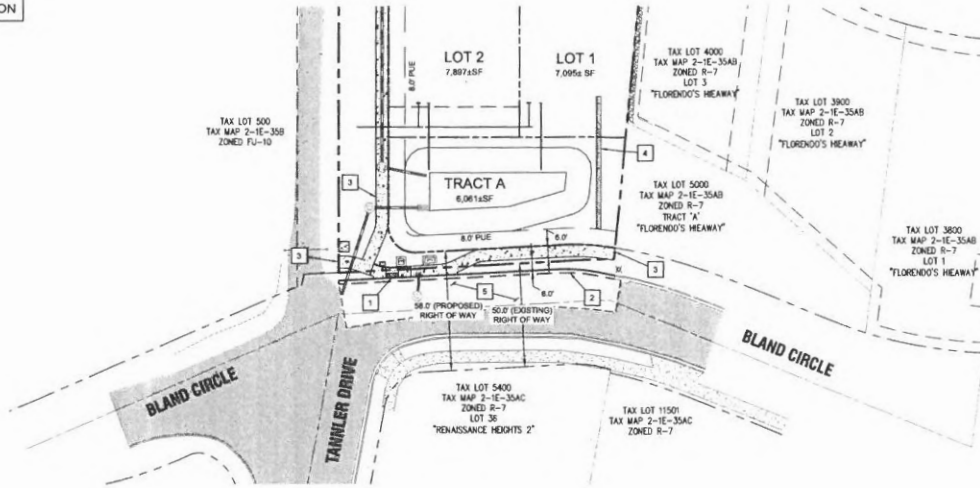 ON
LOT 2
7,897±SF
LOT 1
7,095± SF
8.0' PUE
TAX LOT 4000
TAX MAP 2-1E-35AB
ZONED R-7
LOT 3
"FLORENDO'S HIEAWAY"
TAX LOT 3900
TAX MAP 2-1E-35AB
ZONED R-7
LOT 2
"FLORENDO'S HIEAWAY"
TAX LOT 500
TAX MAP 2-1E-35B
ZONED FU-10
4
3
TRACT A
6,061±SF
TAX LOT 5000
TAX MAP 2-1E-35AB
ZONED R-7
TRACT 'A'
"FLORENDO'S HIEAWAY"
TAX LOT 3800
TAX MAP 2-1E-35AB
ZONED R-7
LOT 1
"FLORENDO'S HIEAWAY"
8.0' PUE
6.0'
3
3
1
5
6.0'
2
58.0' (PROPOSED)
RIGHT OF WAY
50.0' (EXISTING)
RIGHT OF WAY
BLAND CIRCLE
BLAND CIRCLE
TANNLER DRIVE
TAX LOT 5400
TAX MAP 2-1E-35AC
ZONED R-7
LOT 36
"RENAISSANCE HEIGHTS 2"
TAX LOT 11501
TAX MAP 2-1E-35AC
ZONED R-7